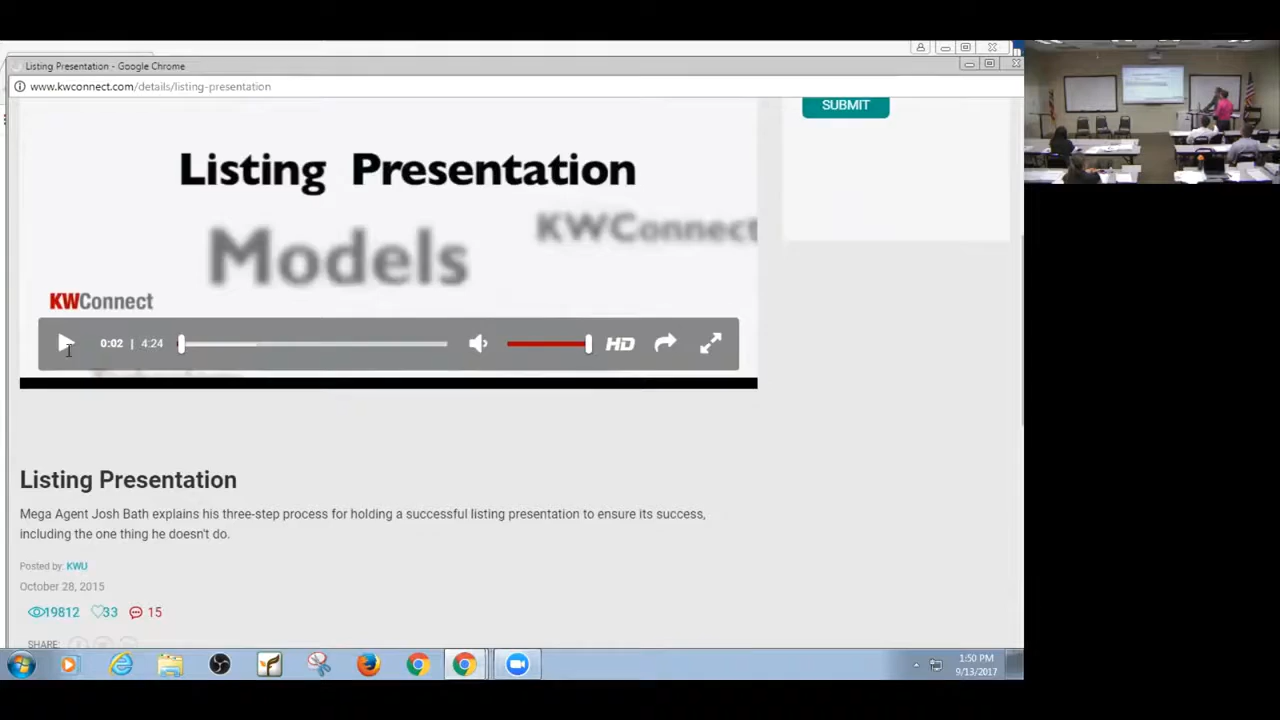 Listing Presentation - Google Chrome
www.kwconnect.com/details/listing-presentation
SUBMIT
Listing Presentation
KWConnect
Models
KWConnect
0:02 | 4:24
HD
Listing Presentation
Mega Agent Josh Bath explains his three-step process for holding a successful listing presentation to ensure its success,
including the one thing he doesn't do.
Posted by: KWU
October 28, 2015
19812 33 15
SHARE:
1:50 PM
9/13/2017